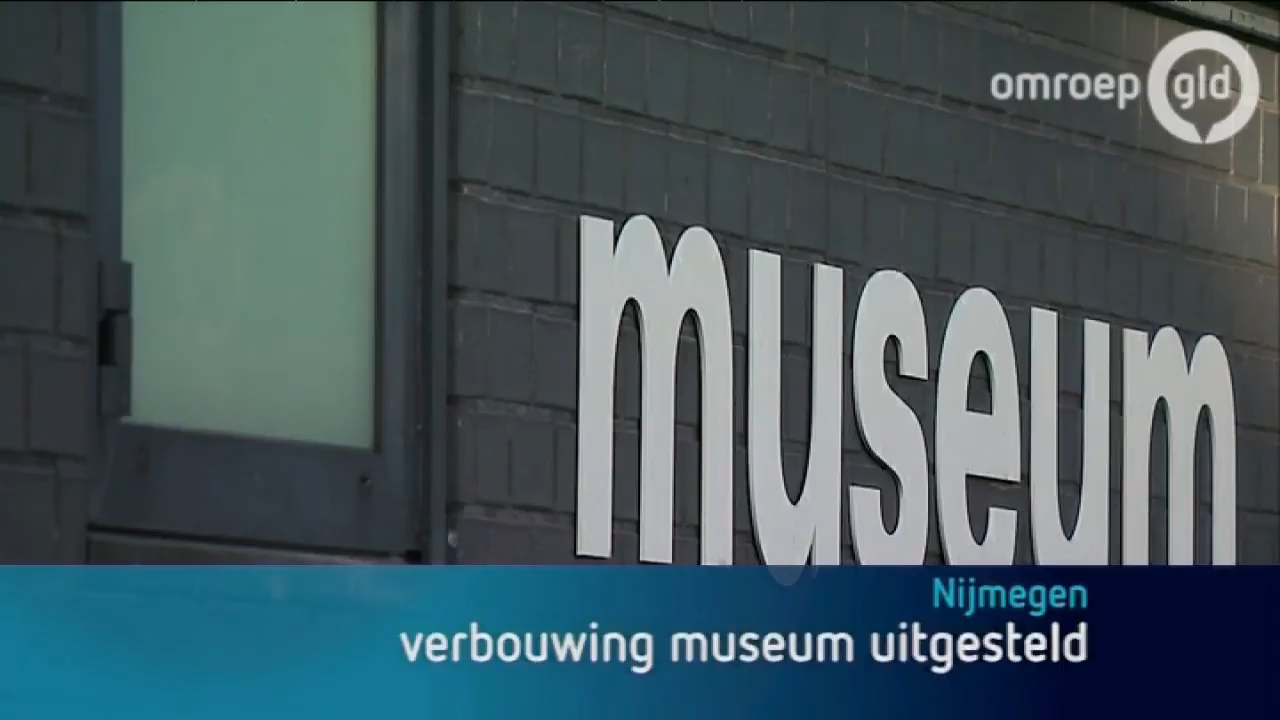 omroep gld
museum
Nijmegen
verbouwing museum uitgesteld